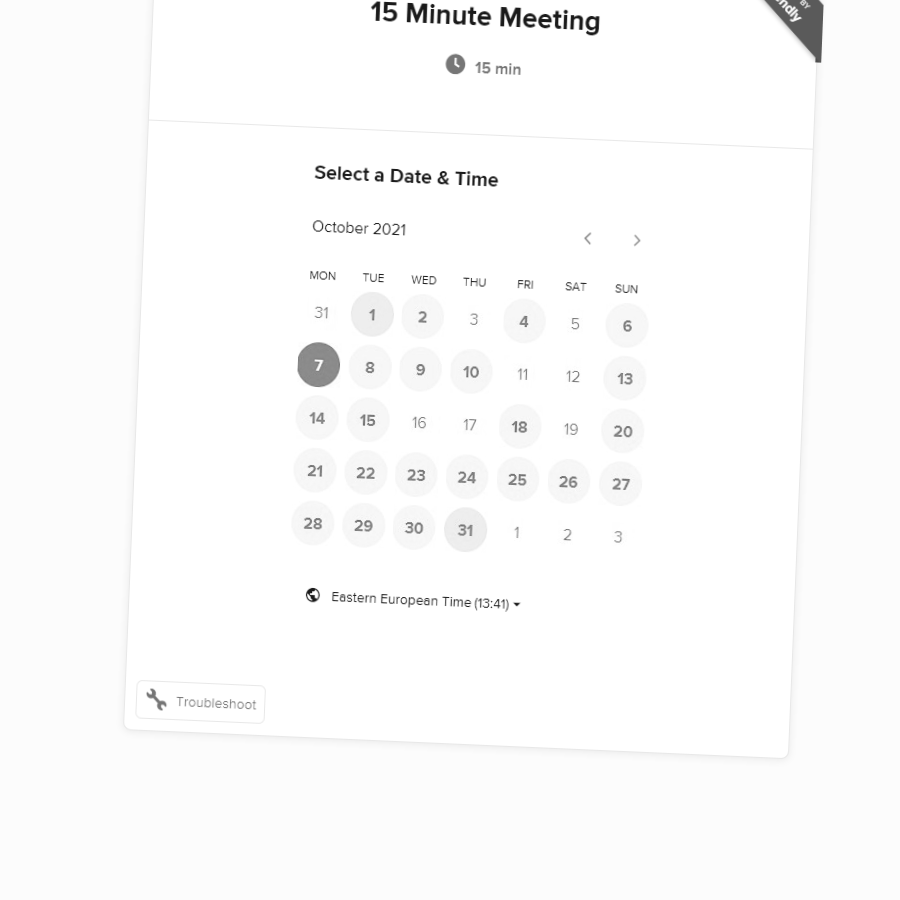 15 Minute Meeting
BY
15 min
Select a Date & Time
October 2021
MON TUE WED THU FRI SAT SUN
31 1 2 3 4 5 6
7 8 9 10 11 12 13
14 15 16 17 18 19 20
21 22 23 24 25 26 27
28 29 30 31 1 2 3
Eastern European Time (13:41)
Troubleshoot